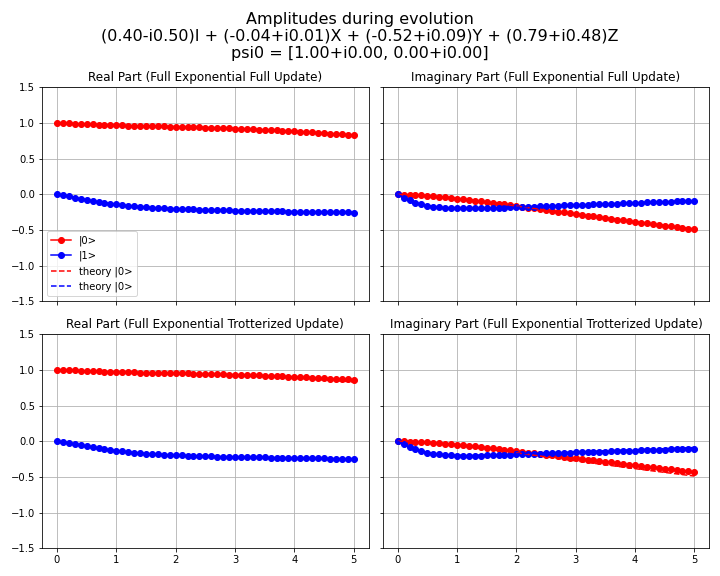 Amplitudes during evolution
(0.40-i0.50)I + (-0.04+i0.01)X + (-0.52+i0.09)Y + (0.79+i0.48)Z
psi0 = [1.00+i0.00, 0.00+i0.00]
Real Part (Full Exponential Full Update)
1.5
1.0
0.5
0.0
−0.5
−1.0
−1.5
|0>
|1>
theory |0>
theory |0>
Imaginary Part (Full Exponential Full Update)
Real Part (Full Exponential Trotterized Update)
1.5
1.0
0.5
0.0
−0.5
−1.0
−1.5
0 1 2 3 4 5
Imaginary Part (Full Exponential Trotterized Update)
0 1 2 3 4 5